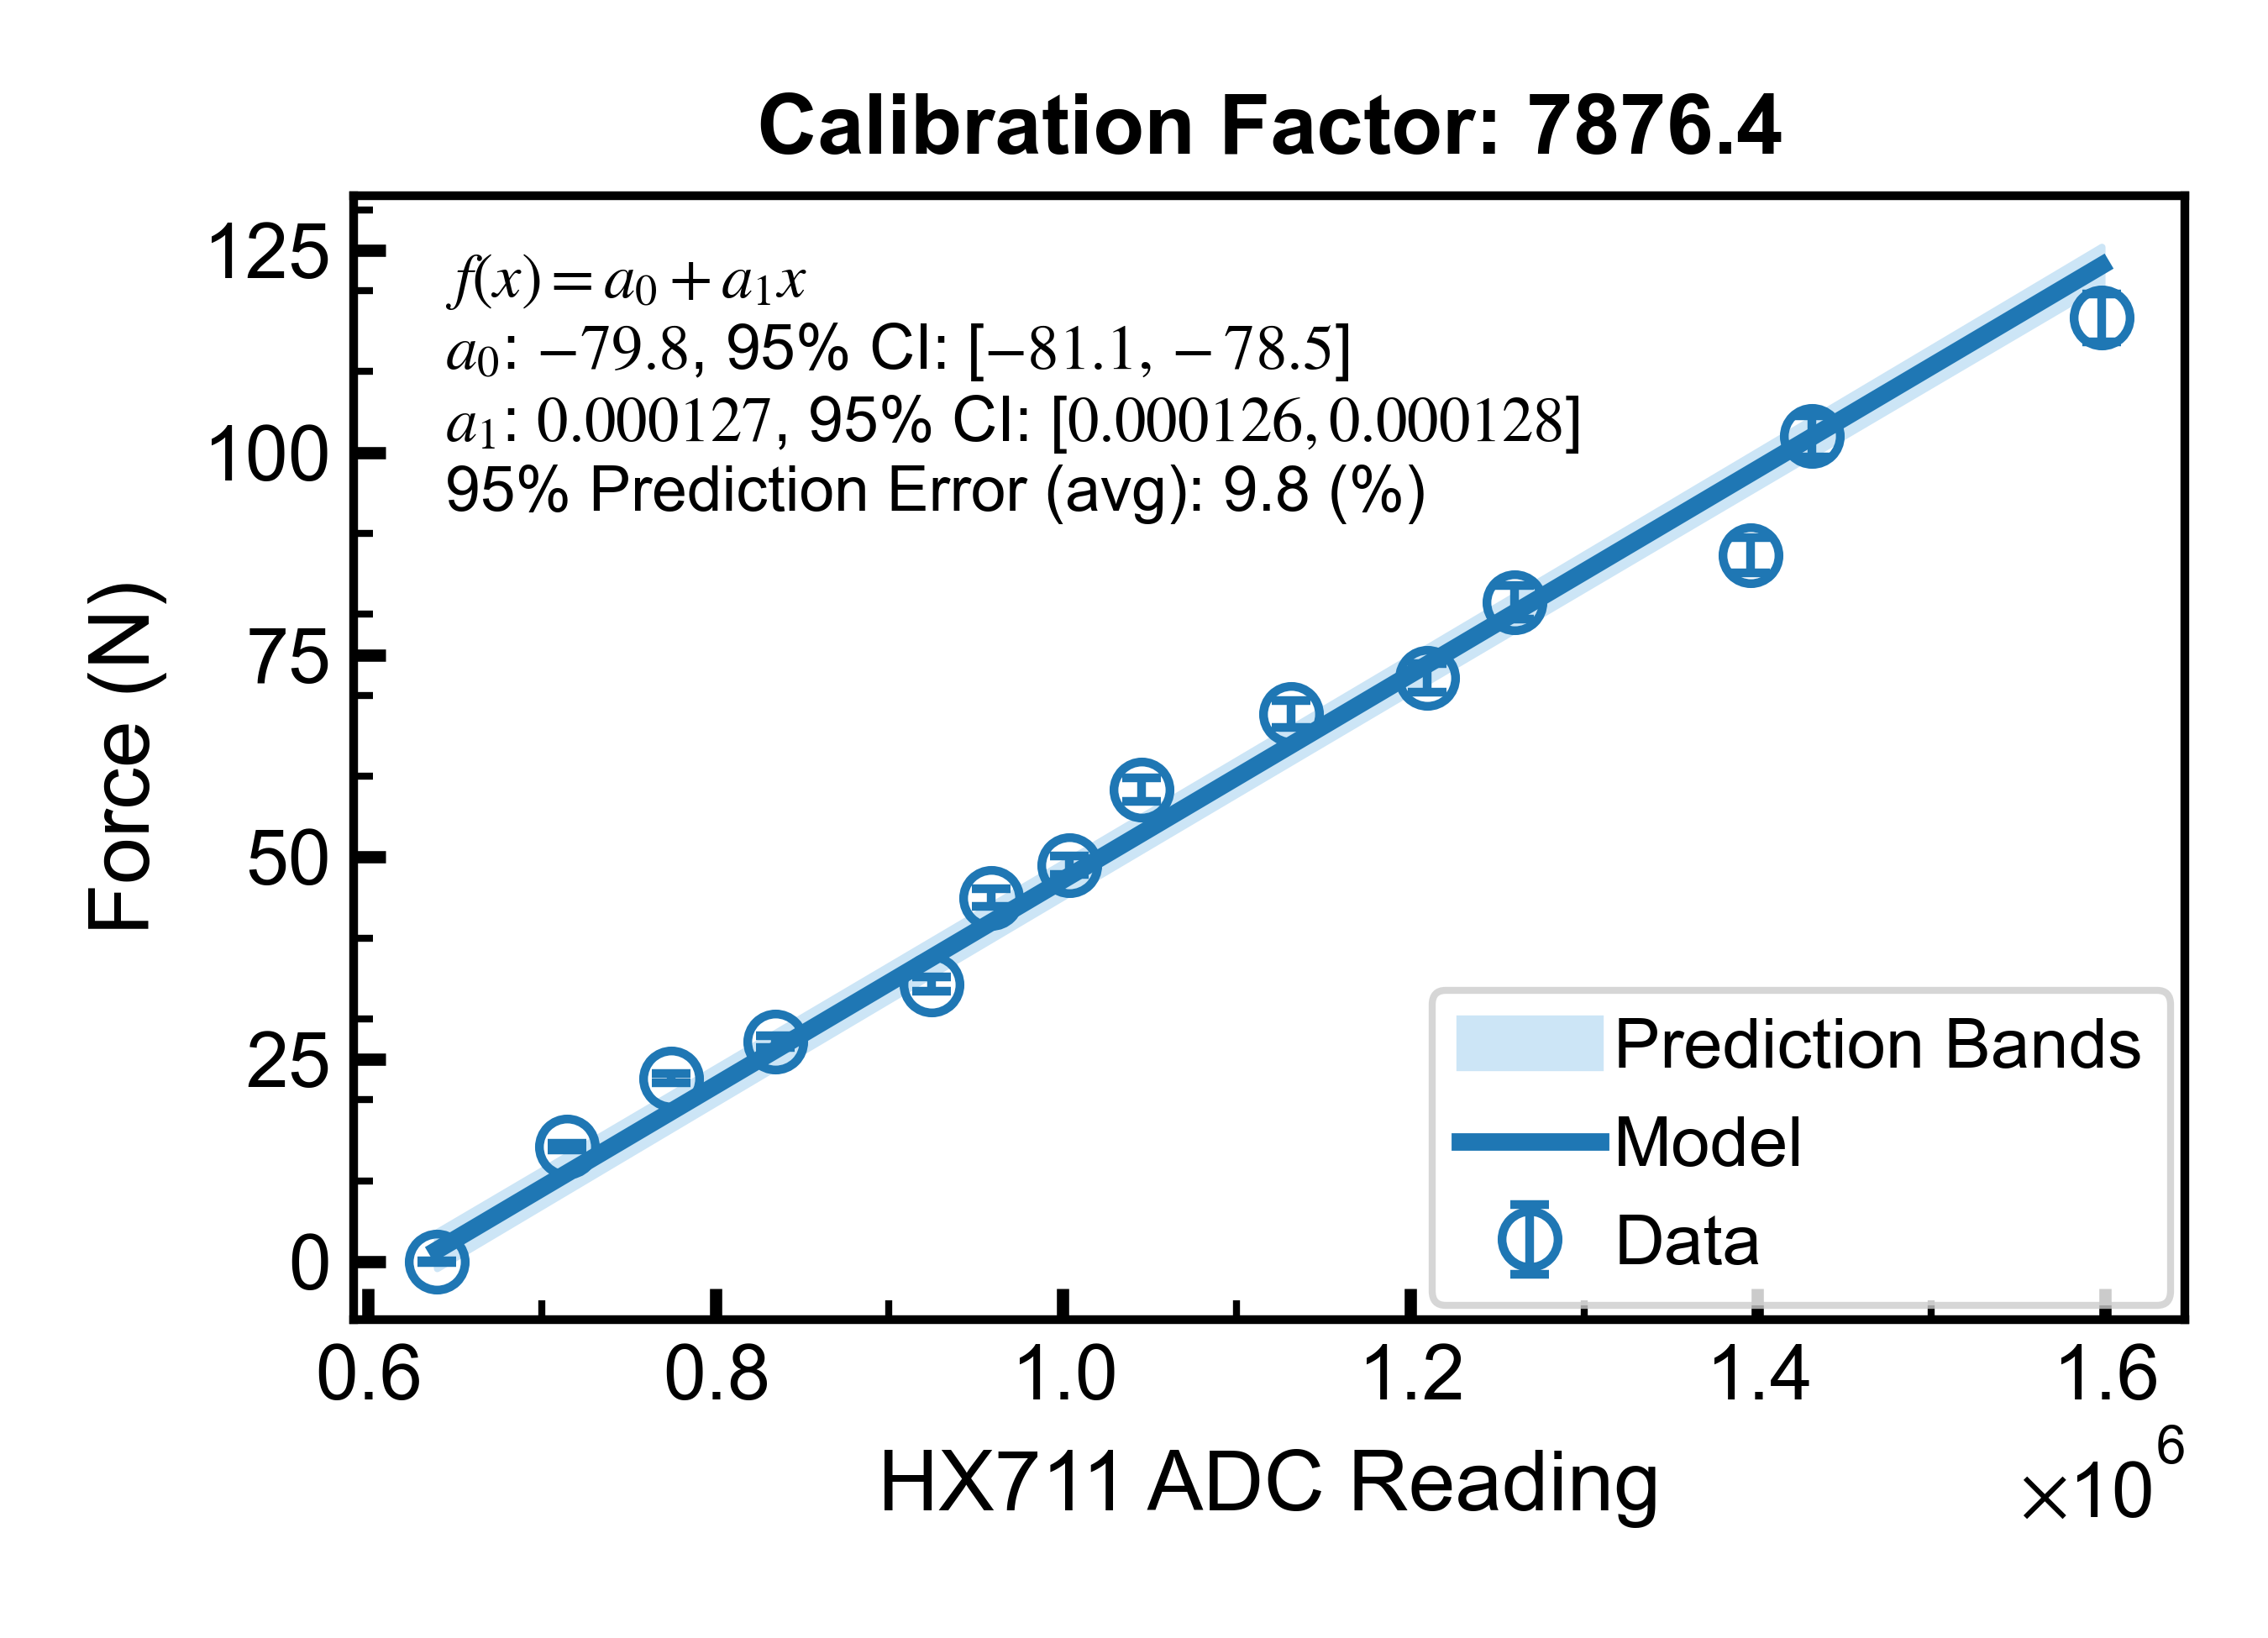 Calibration Factor: 7876.4
f(x) = a₀ + a₁x
a₀: −79.8, 95% CI: [−81.1, − 78.5]
a₁: 0.000127, 95% CI: [0.000126, 0.000128]
95% Prediction Error (avg): 9.8 (%)
125
100
75
50
25
0
Force (N)
Prediction Bands
Model
Data
0.6 0.8 1.0 1.2 1.4 1.6
HX711 ADC Reading
×10⁶